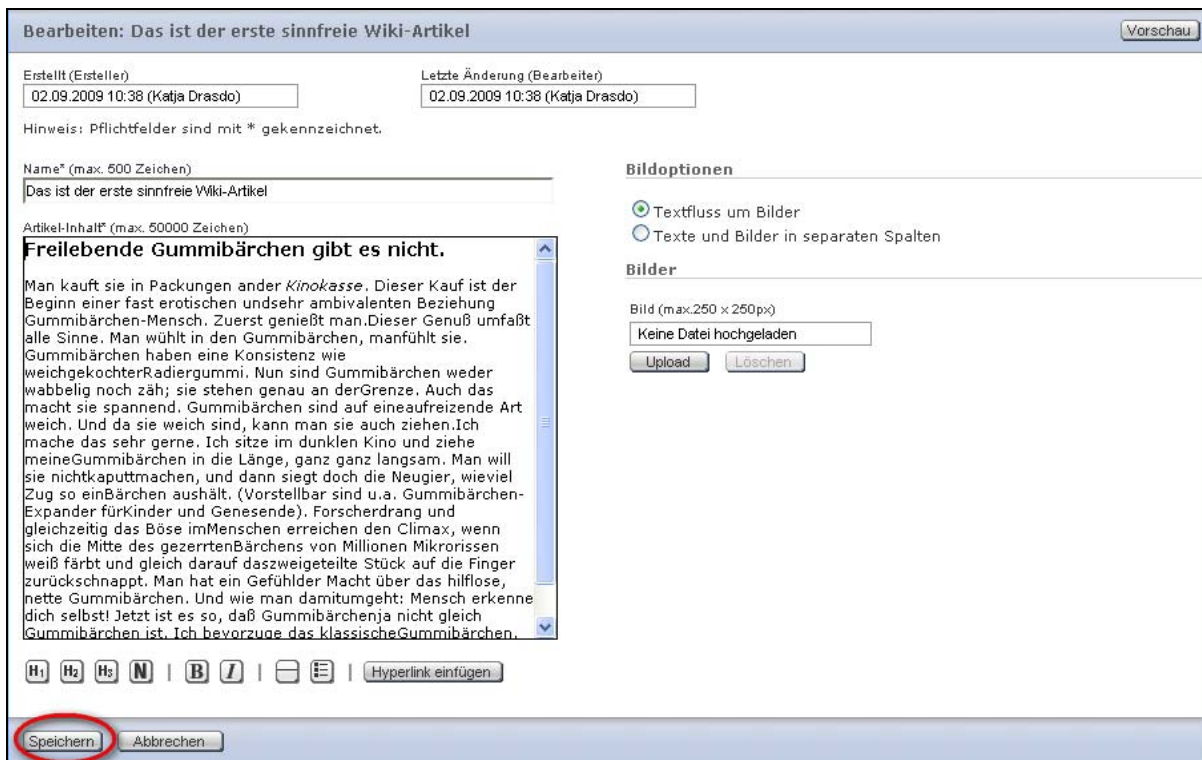 Bearbeiten: Das ist der erste sinnfreie Wiki-Artikel
Vorschau
Erstellt (Ersteller)
Letzte Änderung (Bearbeiter)
02.09.2009 10:38 (Katja Drasdo)
02.09.2009 10:38 (Katja Drasdo)
Hinweis: Pflichtfelder sind mit * gekennzeichnet.
Name* (max. 500 Zeichen)
Das ist der erste sinnfreie Wiki-Artikel
Artikel-Inhalt* (max. 50000 Zeichen)
Freilebende Gummibärchen gibt es nicht.
Man kauft sie in Packungen ander Kinokasse. Dieser Kauf ist der
Beginn einer fast erotischen undsehr ambivalenten Beziehung
Gummibärchen-Mensch. Zuerst genießt man.Dieser Genuß umfaßt
alle Sinne. Man wühlt in den Gummibärchen, manfühlt sie.
Gummibärchen haben eine Konsistenz wie
weichgekochterRadiergummi. Nun sind Gummibärchen weder
wabbelig noch zäh; sie stehen genau an derGrenze. Auch das
macht sie spannend. Gummibärchen sind auf eineaufreizende Art
weich. Und da sie weich sind, kann man sie auch ziehen.Ich
mache das sehr gerne. Ich sitze im dunklen Kino und ziehe
meineGummibärchen in die Länge, ganz ganz langsam. Man will
sie nichtkaputtmachen, und dann siegt doch die Neugier, wieviel
Zug so einBärchen aushält. (Vorstellbar sind u.a. Gummibärchen-
Expander fürKinder und Genesende). Forscherdrang und
gleichzeitig das Böse imMenschen erreichen den Climax, wenn
sich die Mitte des gezerrtenBärchens von Millionen Mikrorissen
weiß färbt und gleich darauf daszweigeteilte Stück auf die Finger
zurückschnappt. Man hat ein Gefühlder Macht über das hilflose,
nette Gummibärchen. Und wie man damitumgeht: Mensch erkenne
dich selbst! Jetzt ist es so, daß Gummibärchenja nicht gleich
Gummibärchen ist. Ich bevorzuge das klassischeGummibärchen,
Bildoptionen
Textfluss um Bilder
Texte und Bilder in separaten Spalten
Bilder
Bild (max.250 x 250px)
Keine Datei hochgeladen
Upload Löschen
H1 H2 H3 N | B I | | Hyperlink einfügen
Speichern Abbrechen